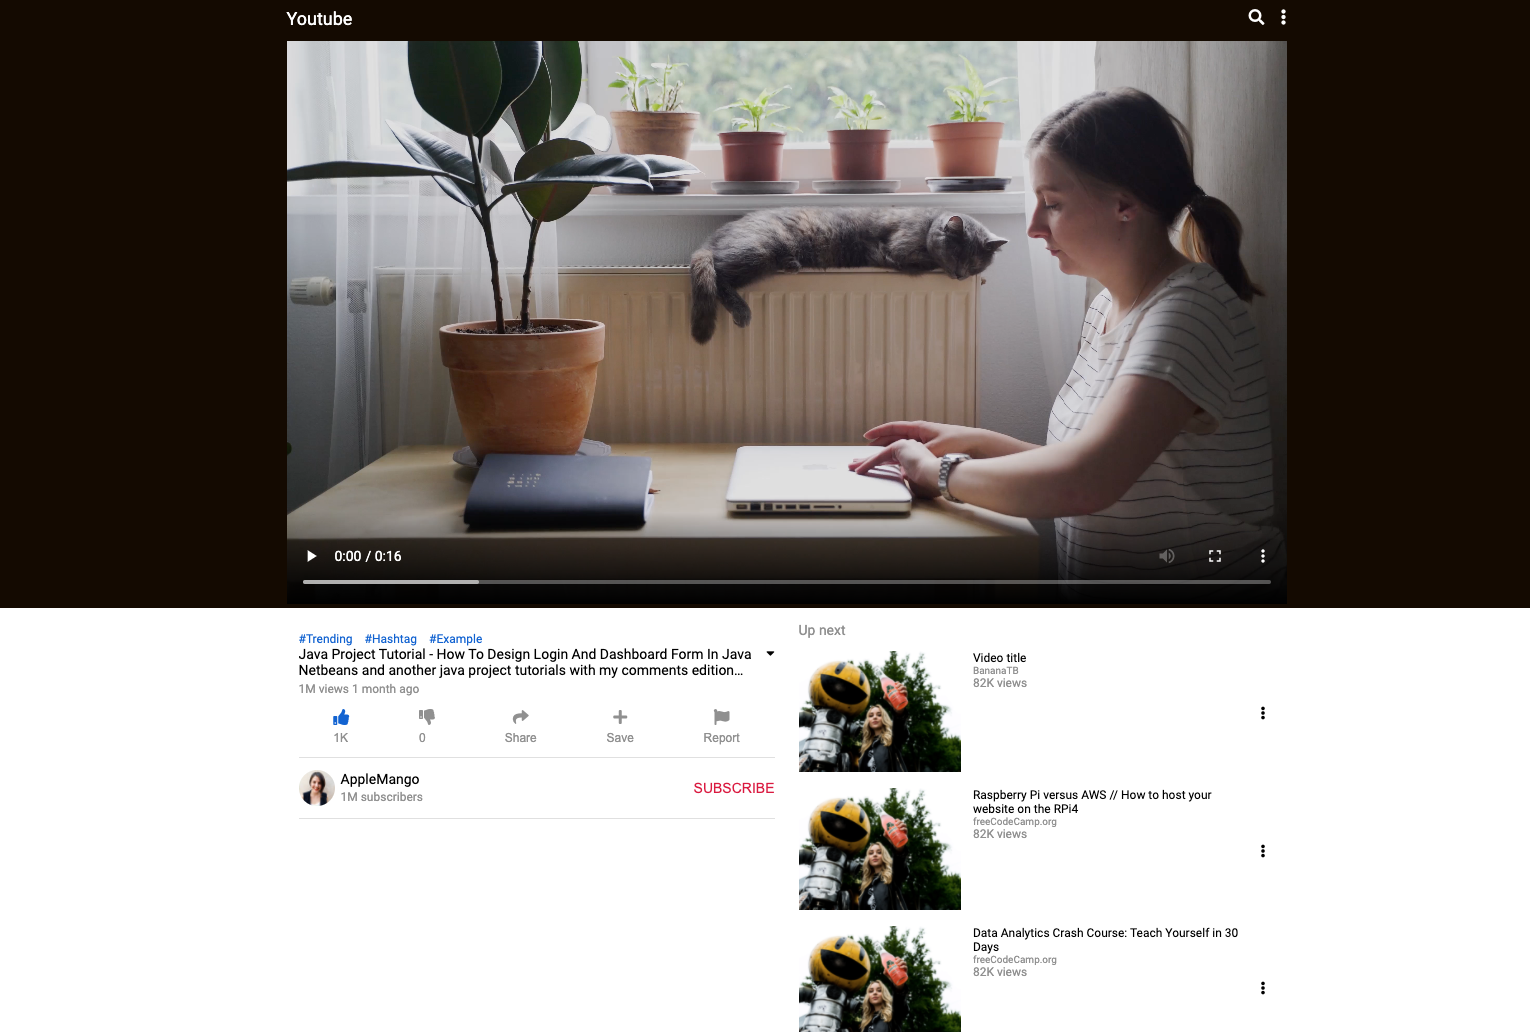 Youtube
0:00 / 0:16
#Trending #Hashtag #Example
Java Project Tutorial - How To Design Login And Dashboard Form In Java
Netbeans and another java project tutorials with my comments edition...
1M views 1 month ago
1K
0
Share
Save
Report
AppleMango
1M subscribers
SUBSCRIBE
Up next
Video title
BananaTB
82K views
Raspberry Pi versus AWS // How to host your
website on the RPi4
freeCodeCamp.org
82K views
Data Analytics Crash Course: Teach Yourself in 30
Days
freeCodeCamp.org
82K views